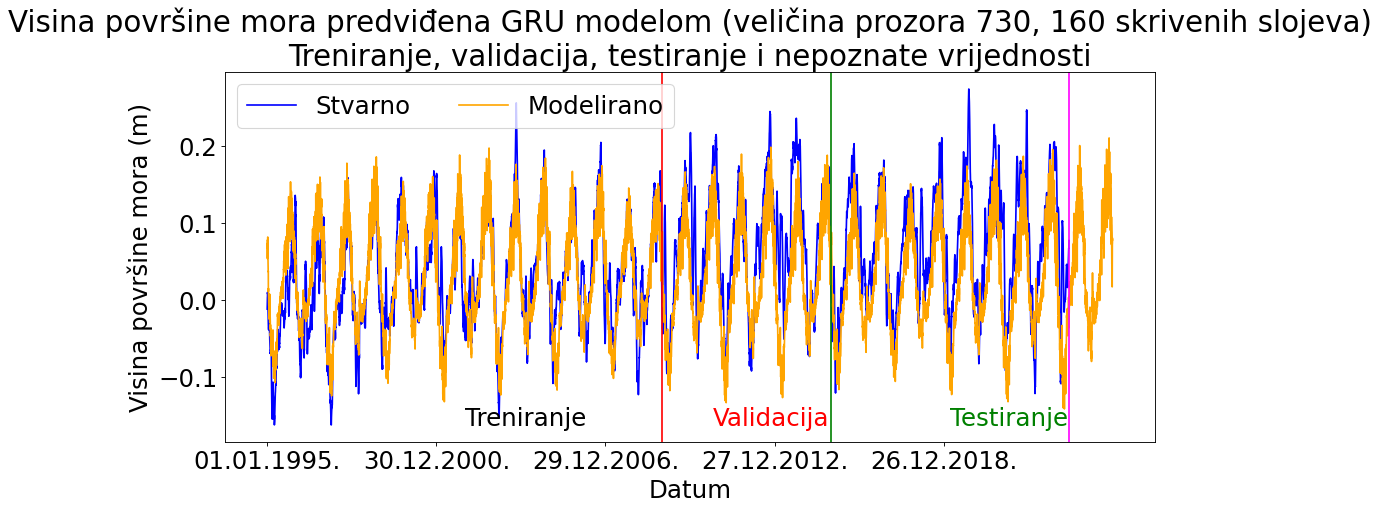 Visina površine mora predviđena GRU modelom (veličina prozora 730, 160 skrivenih slojeva)
Treniranje, validacija, testiranje i nepoznate vrijednosti
Stvarno Modelirano
Visina površine mora (m)
0.2
0.1
0.0
−0.1
Treniranje Validacija Testiranje
01.01.1995. 30.12.2000. 29.12.2006. 27.12.2012. 26.12.2018.
Datum